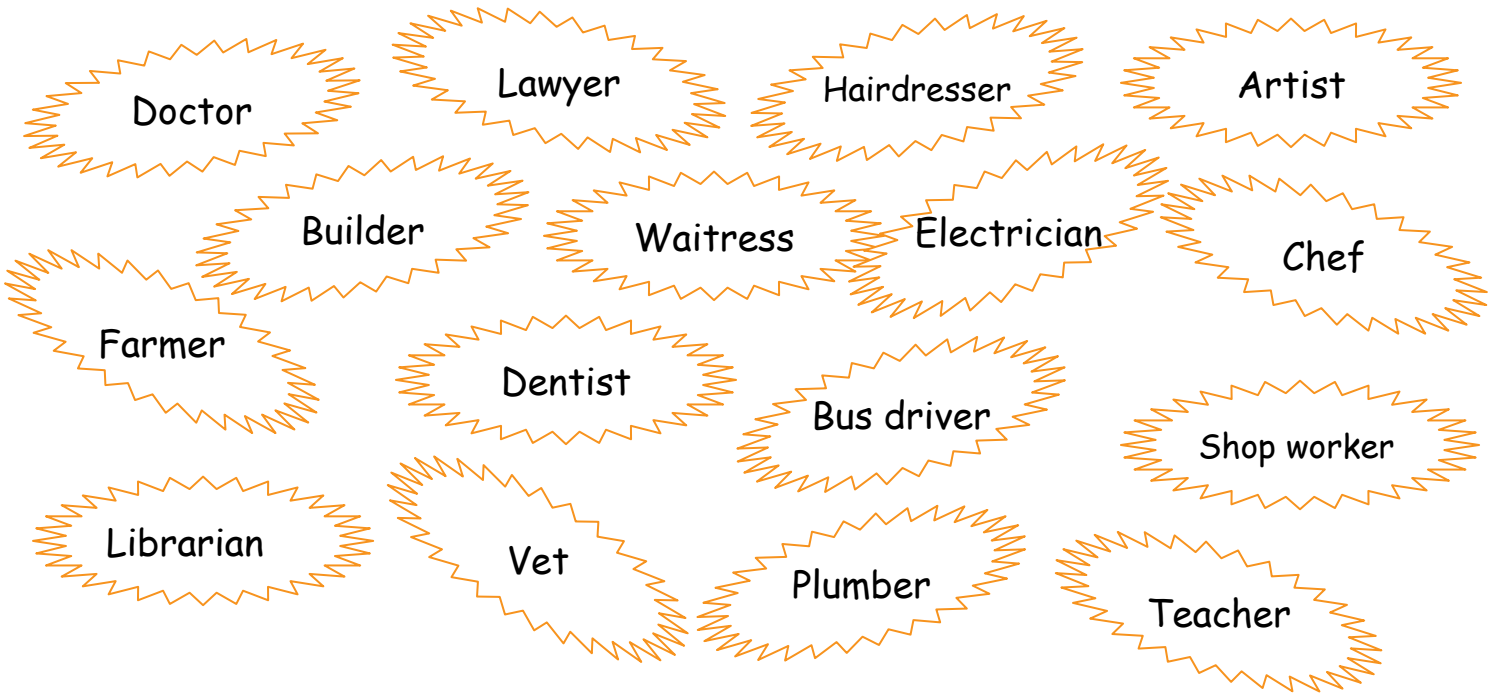 Doctor
Lawyer
Hairdresser
Artist
Builder
Waitress
Electrician
Chef
Farmer
Dentist
Bus driver
Shop worker
Librarian
Vet
Plumber
Teacher